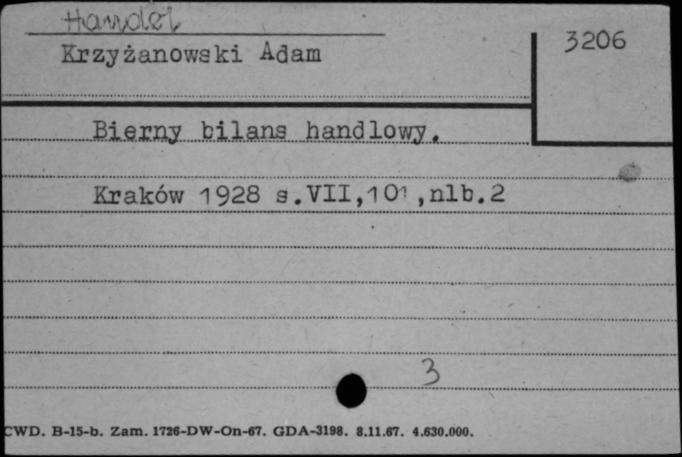 Handel
Krzyżanowski Adam
3206
Bierny bilans handlowy.
Kraków 1928 s.VII,101,nlb.2
3
CWD. B-15-b. Zam. 1726-DW-On-67. GDA-3198. 8.11.67. 4.630.000.